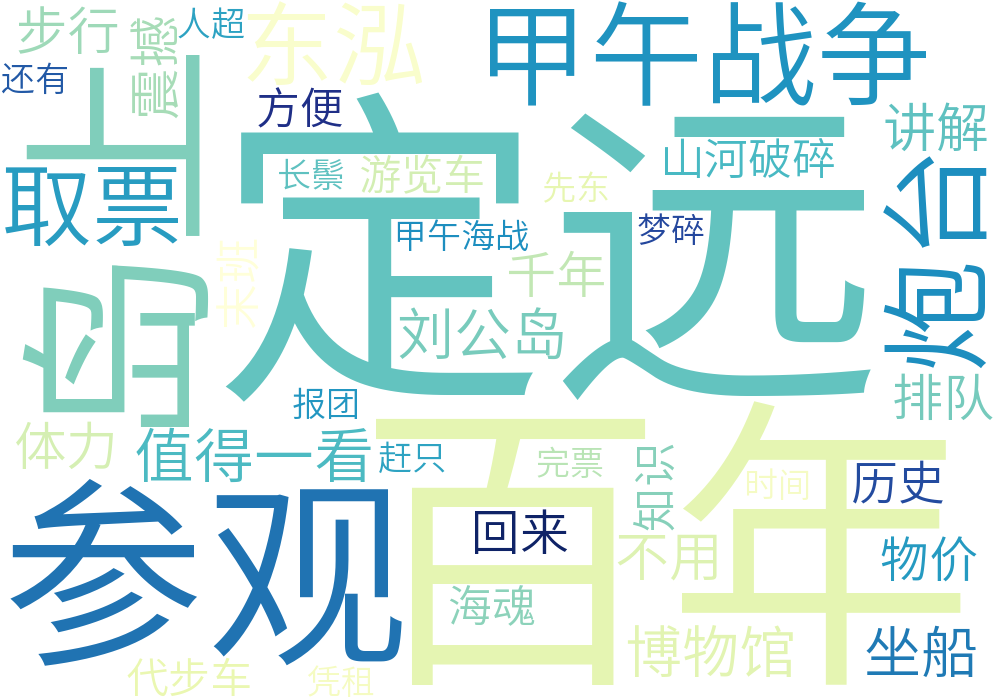 步行
震撼
人超
东泓
甲午战争
还有
上
方便
定远
讲解
山河破碎
取票
长鬃
游览车
先东
炮台
梦碎
甲午海战
末班
千年
的
刘公岛
排队
报团
百年
体力
值得一看
赶只
完票
知识
时间
历史
参观
回来
不用
物价
海魂
博物馆
坐船
代步车
凭租